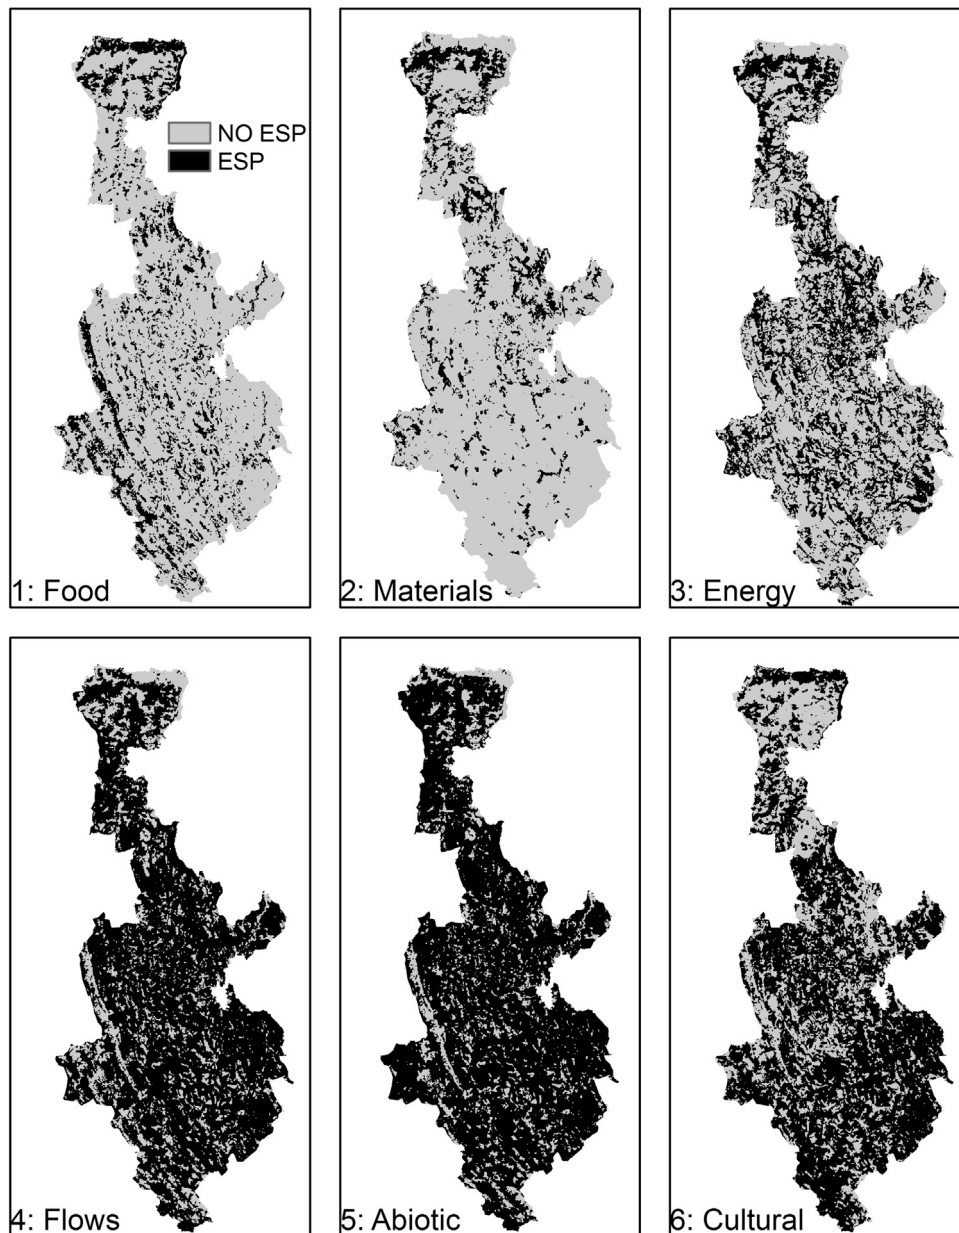 NO ESP
ESP
1: Food
2: Materials
3: Energy
4: Flows
5: Abiotic
6: Cultural